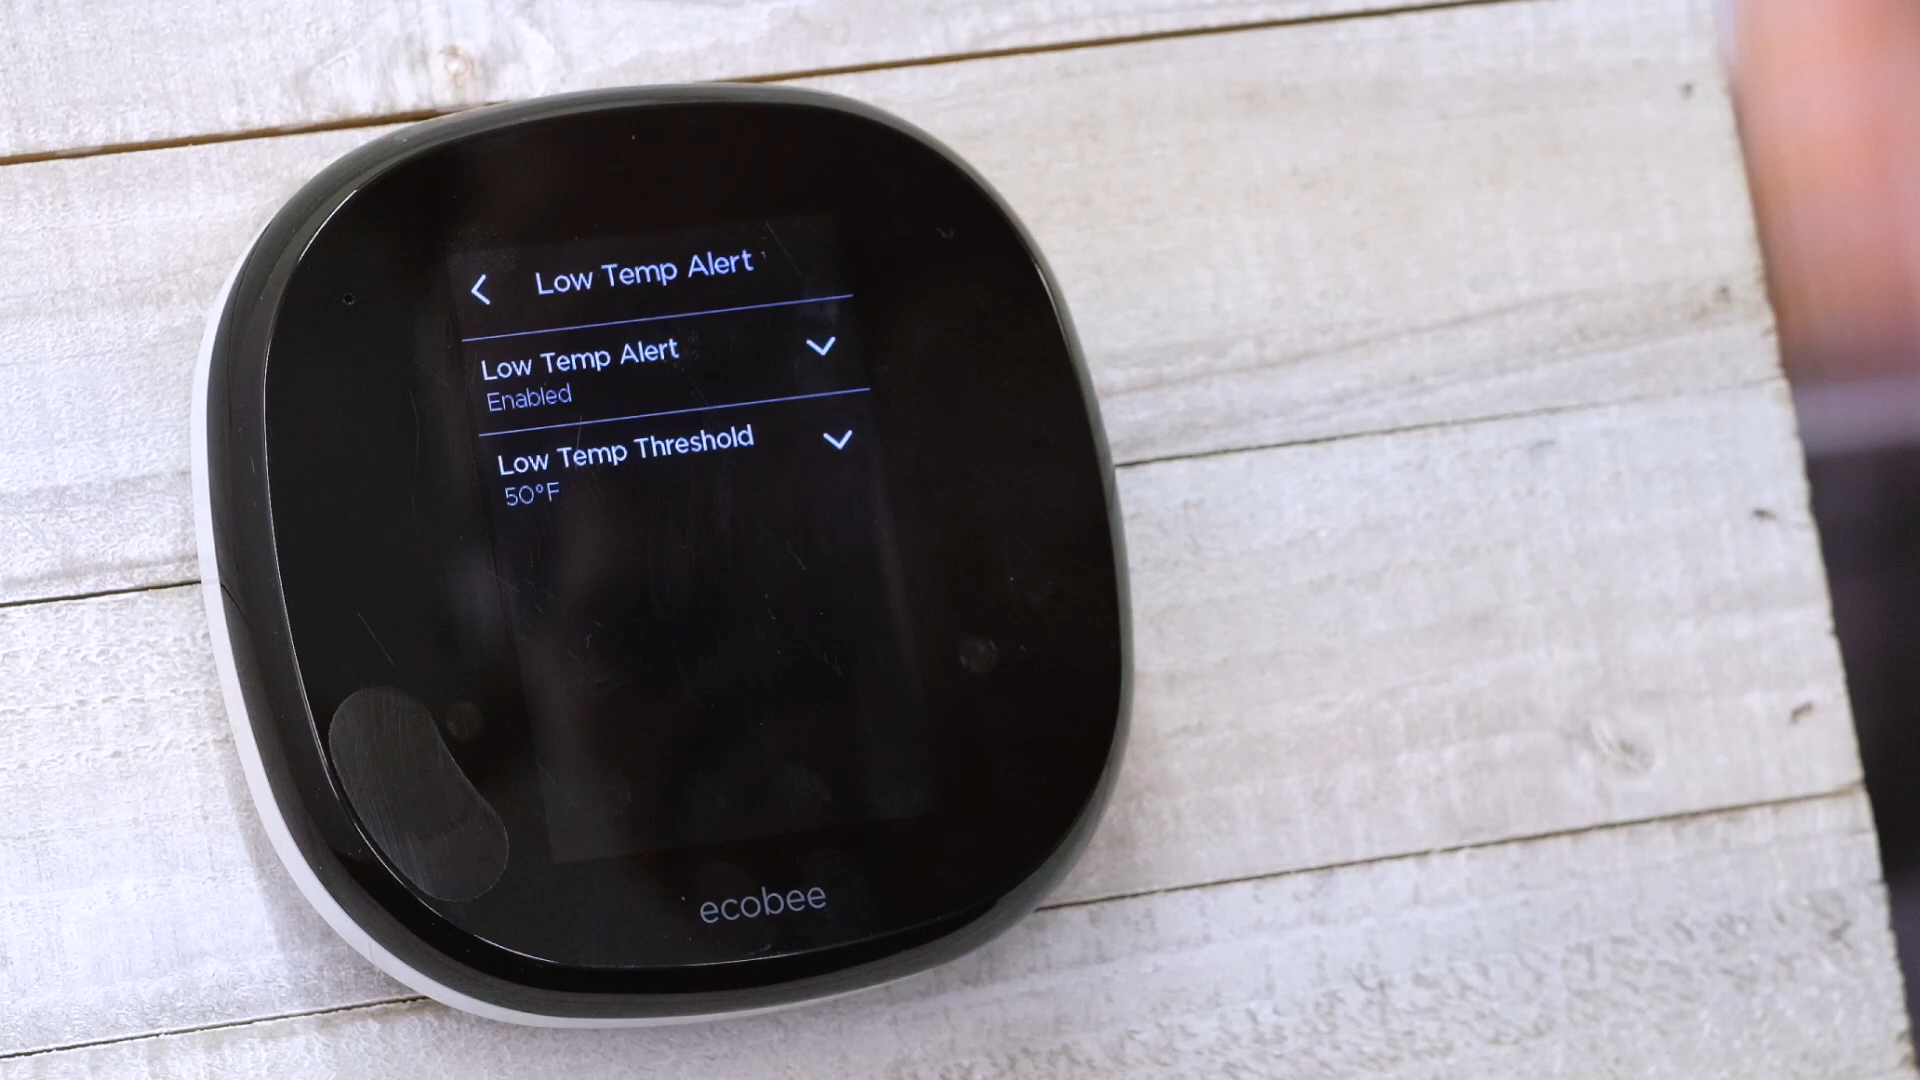 Low Temp Alert
Low Temp Alert
Enabled
Low Temp Threshold
50°F
ecobee